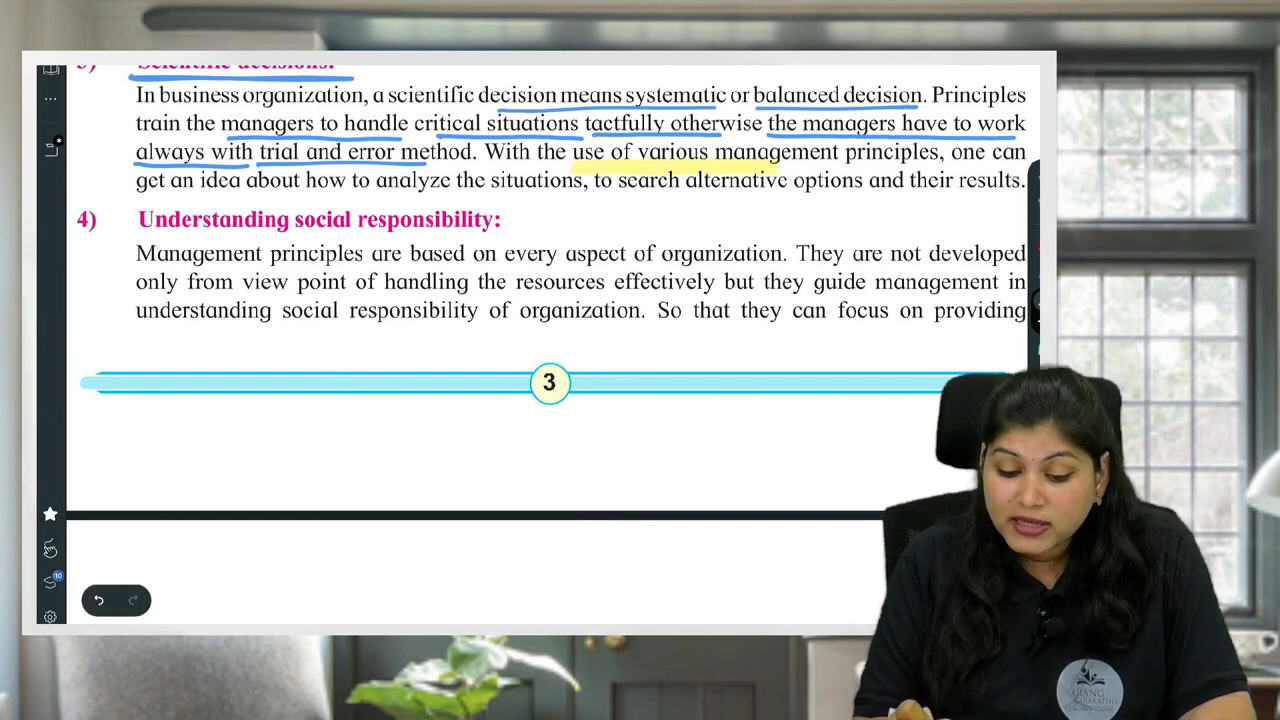 Scientific decisions:
In business organization, a scientific decision means systematic or balanced decision. Principles
train the managers to handle critical situations tactfully otherwise the managers have to work
always with trial and error method. With the use of various management principles, one can
get an idea about how to analyze the situations, to search alternative options and their results.
4) Understanding social responsibility:
Management principles are based on every aspect of organization. They are not developed
only from view point of handling the resources effectively but they guide management in
understanding social responsibility of organization. So that they can focus on providing
3
10
SARANG